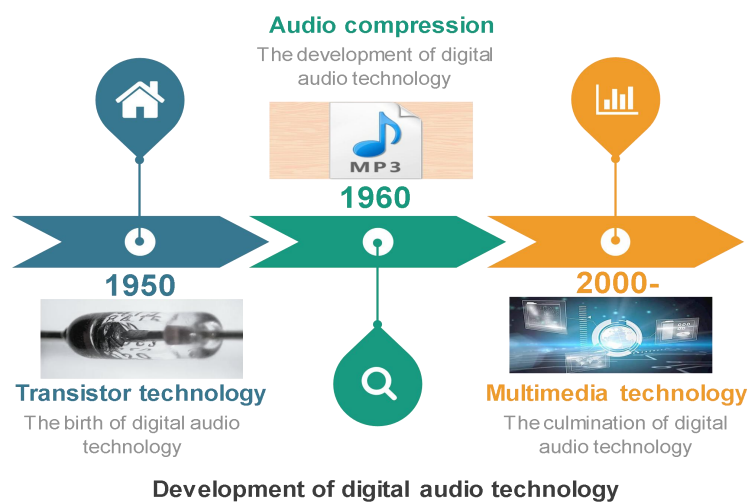 Audio compression
The development of digital
audio technology
MP3
1960
1950
2000-
Transistor technology
The birth of digital audio
technology
Multimedia technology
The culmination of digital
audio technology
Development of digital audio technology